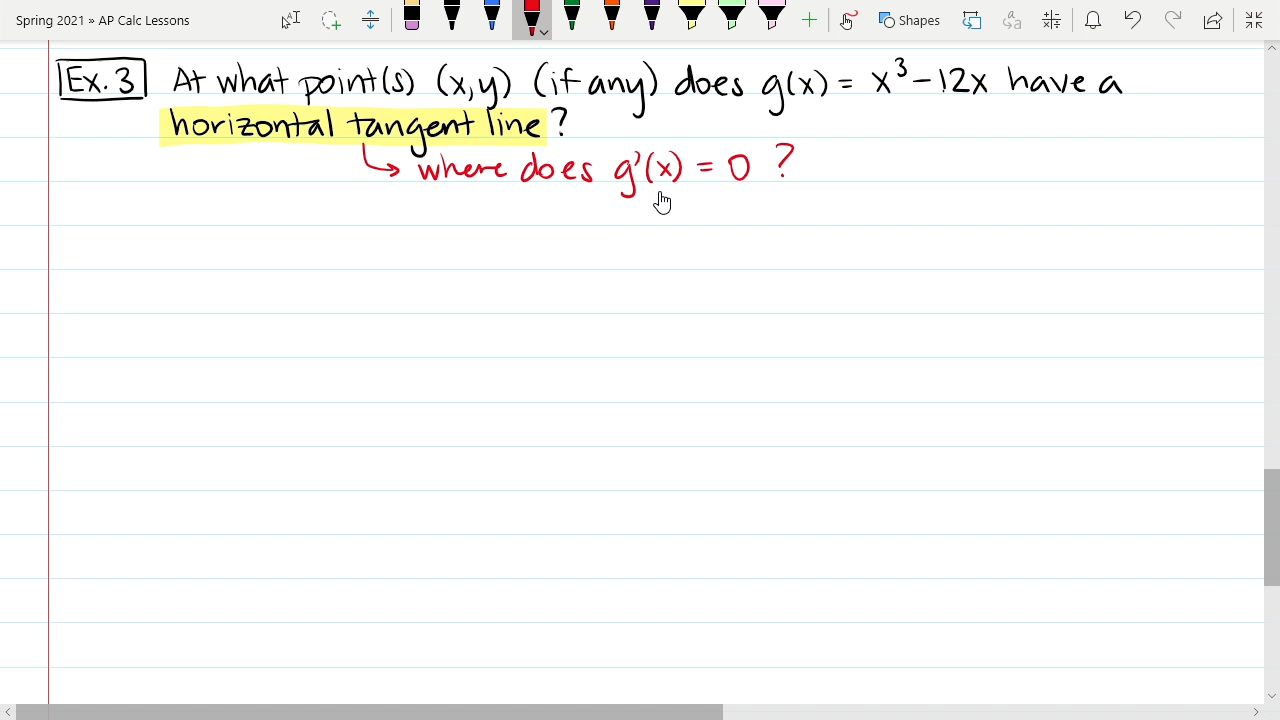 Spring 2021 » AP Calc Lessons
Shapes
Ex. 3 At what point(s) (x,y) (if any) does g(x) = x³ - 12x have a
horizontal tangent line?
↳ where does g'(x) = 0 ?